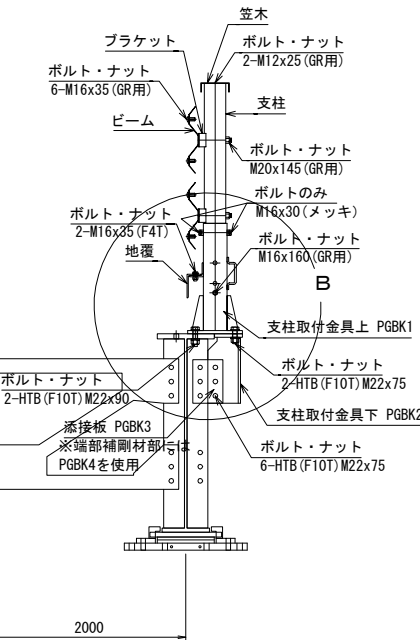 笠木
ブラケット
ボルト・ナット
2-M12x25(GR用)
ボルト・ナット
6-M16x35(GR用)
支柱
ビーム
ボルト・ナット
M20x145(GR用)
ボルト・ナット
2-M16x35(F4T)
ボルトのみ
M16x30(メッキ)
地覆
ボルト・ナット
M16x160(GR用)
B
支柱取付金具上 PGBK1
ボルト・ナット
2-HTB(F10T)M22x90
ボルト・ナット
2-HTB(F10T)M22x75
支柱取付金具下 PGBK2
添接板 PGBK3
※端部補剛材部には
PGBK4を使用
ボルト・ナット
6-HTB(F10T)M22x75
2000